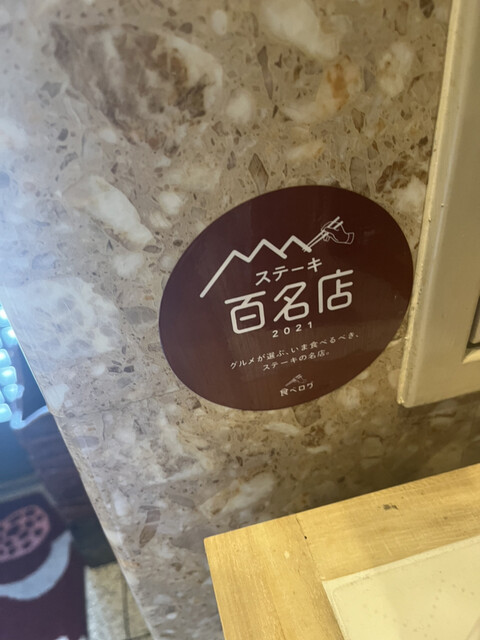 ステーキ
百名店
2021
グルメが選ぶ、いま食べるべき、
ステーキの名店。
食べログ